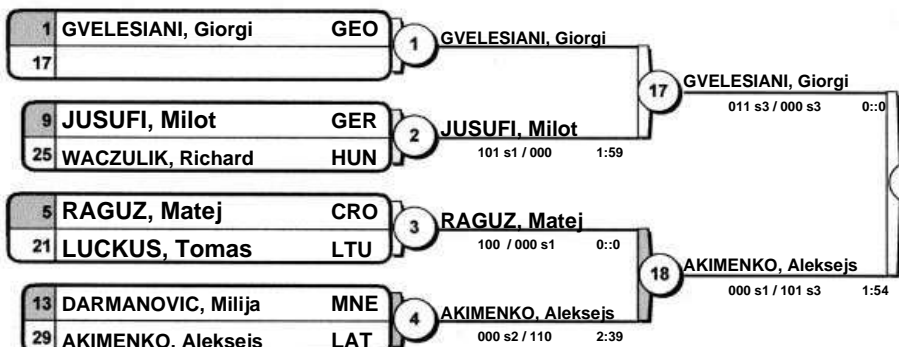 1 GVELESIANI, Giorgi GEO
17
1
GVELESIANI, Giorgi
9 JUSUFI, Milot GER
25 WACZULIK, Richard HUN
2
JUSUFI, Milot
101 s1 / 000 1:59
17
GVELESIANI, Giorgi
011 s3 / 000 s3 0::0
5 RAGUZ, Matej CRO
21 LUCKUS, Tomas LTU
3
RAGUZ, Matej
100 / 000 s1 0::0
13 DARMANOVIC, Milija MNE
29 AKIMENKO, Aleksejs LAT
4
AKIMENKO, Aleksejs
000 s2 / 110 2:39
18
AKIMENKO, Aleksejs
000 s1 / 101 s3 1:54